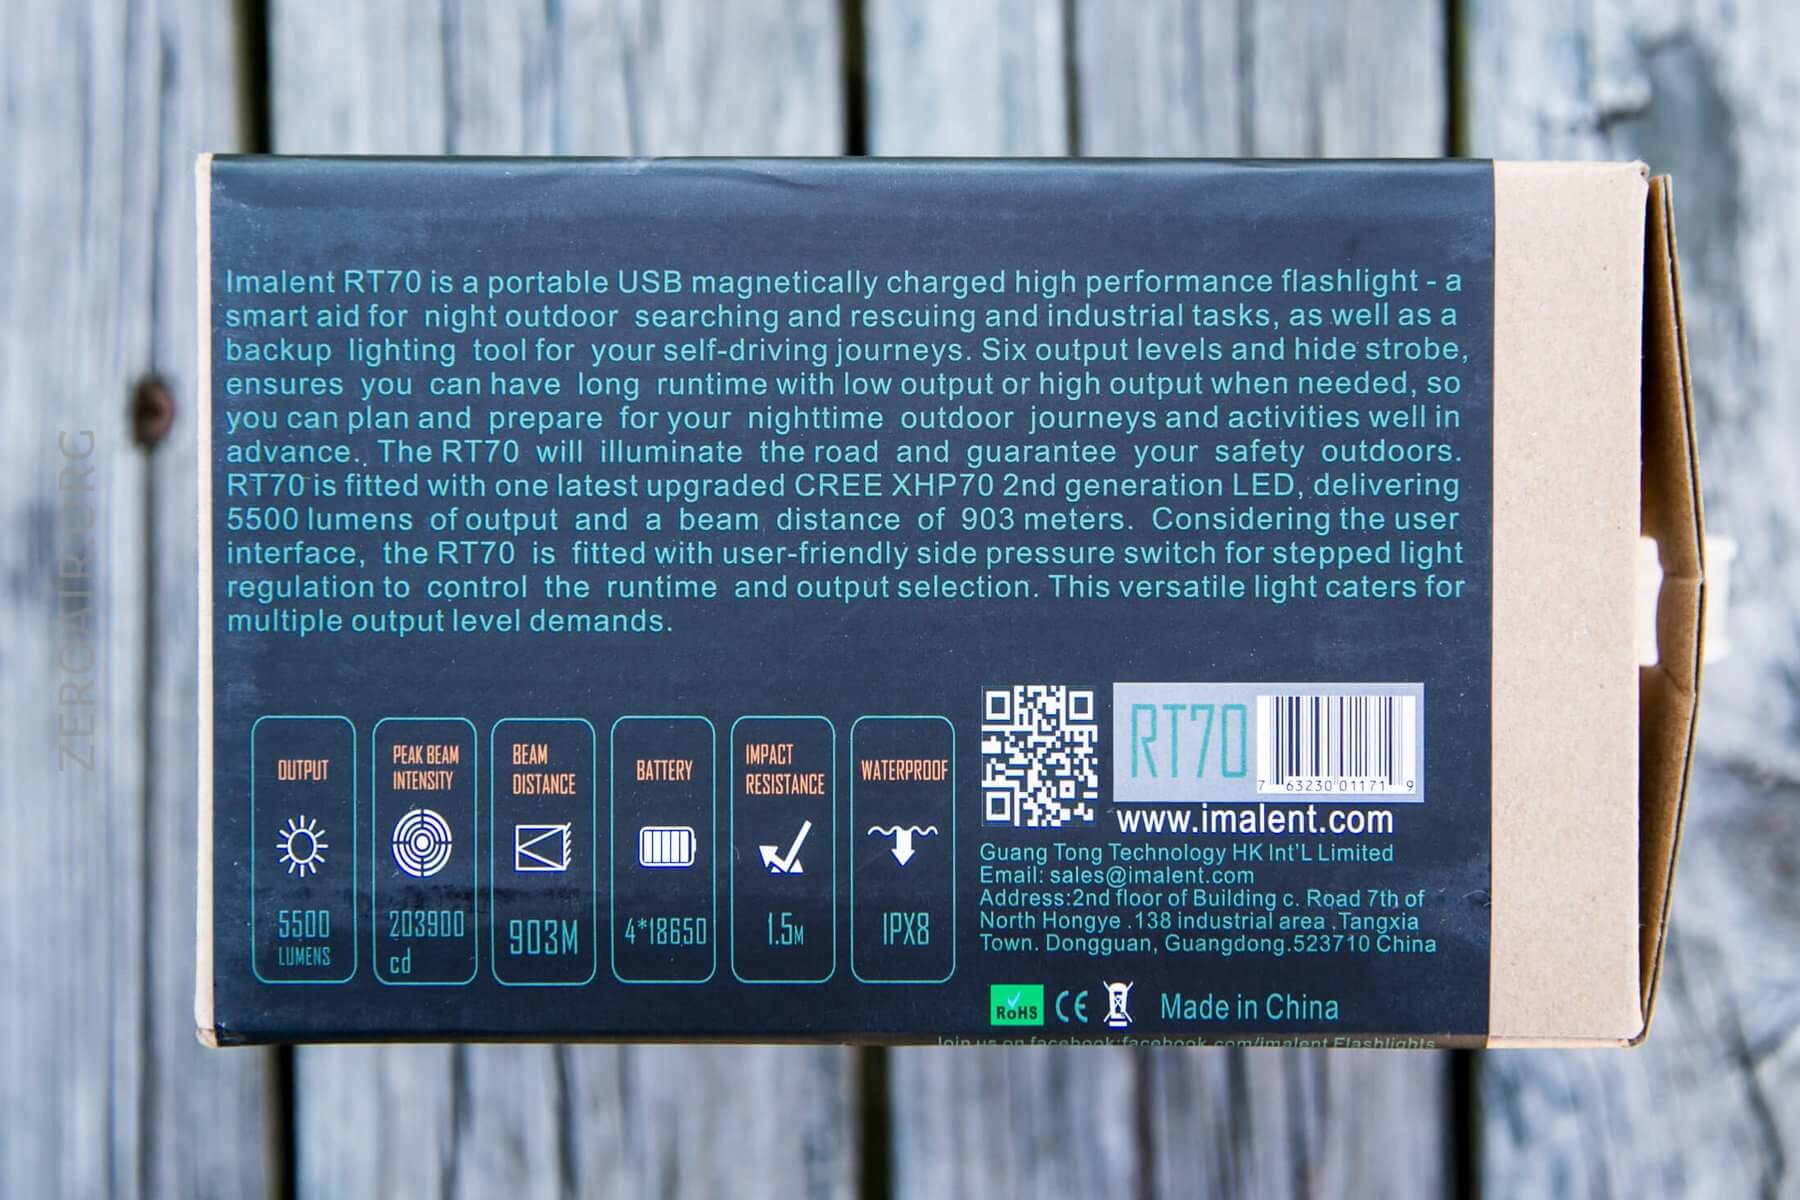 Imalent RT70 is a portable USB magnetically charged high performance flashlight - a
smart aid for night outdoor searching and rescuing and industrial tasks, as well as a
backup lighting tool for your self-driving journeys. Six output levels and hide strobe,
ensures you can have long runtime with low output or high output when needed, so
you can plan and prepare for your nighttime outdoor journeys and activities well in
advance. The RT70 will illuminate the road and guarantee your safety outdoors.
RT70 is fitted with one latest upgraded CREE XHP70 2nd generation LED, delivering
5500 lumens of output and a beam distance of 903 meters. Considering the user
interface, the RT70 is fitted with user-friendly side pressure switch for stepped light
regulation to control the runtime and output selection. This versatile light caters for
multiple output level demands.
OUTPUT
5500
LUMENS
PEAK BEAM
INTENSITY
203900
cd
BEAM
DISTANCE
903M
BATTERY
4*18650
IMPACT
RESISTANCE
1.5M
WATERPROOF
IPX8
RT70
7 63230 01171 9
www.imalent.com
Guang Tong Technology HK Int'L Limited
Email: sales@imalent.com
Address:2nd floor of Building c. Road 7th of
North Hongye .138 industrial area .Tangxia
Town. Dongguan, Guangdong.523710 China
RoHS CE Made in China
Join us on facebook:facebook.com/imalent Flashlights
ZEROAIR.ORG